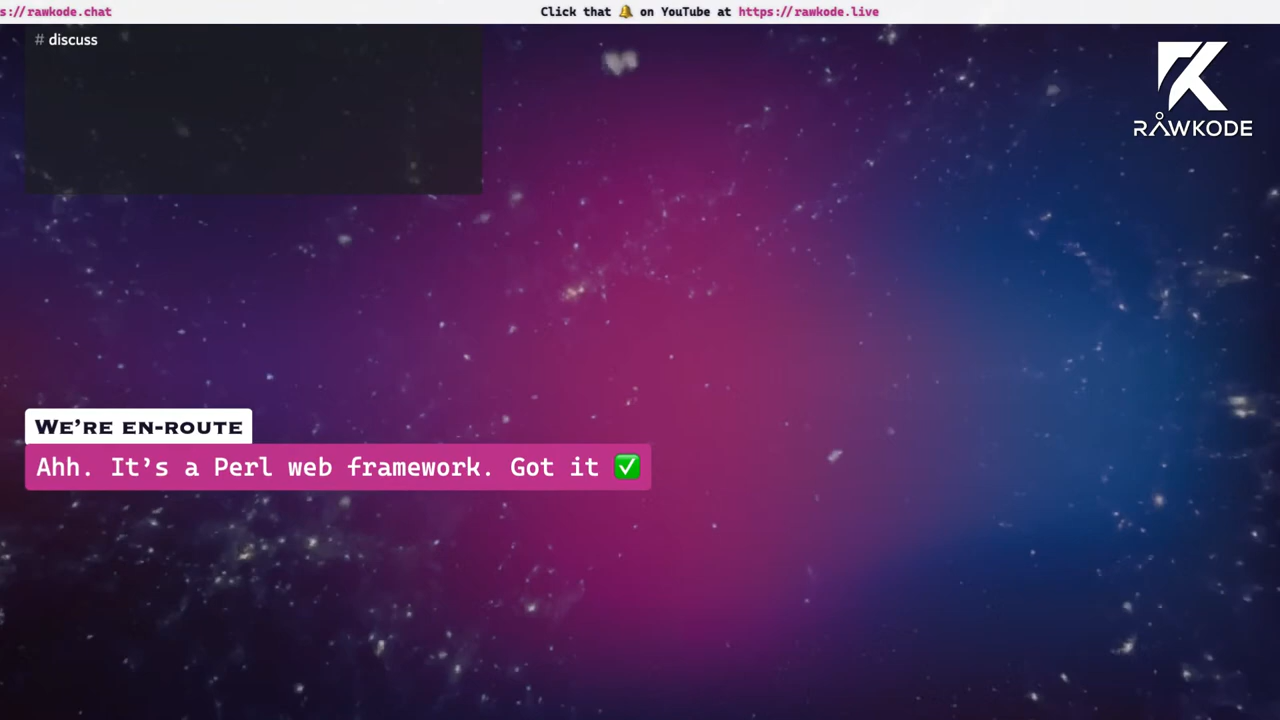 s://rawkode.chat
Click that 🔔 on YouTube at https://rawkode.live
# discuss
RAWKODE
We’re en-route
Ahh. It’s a Perl web framework. Got it ✅